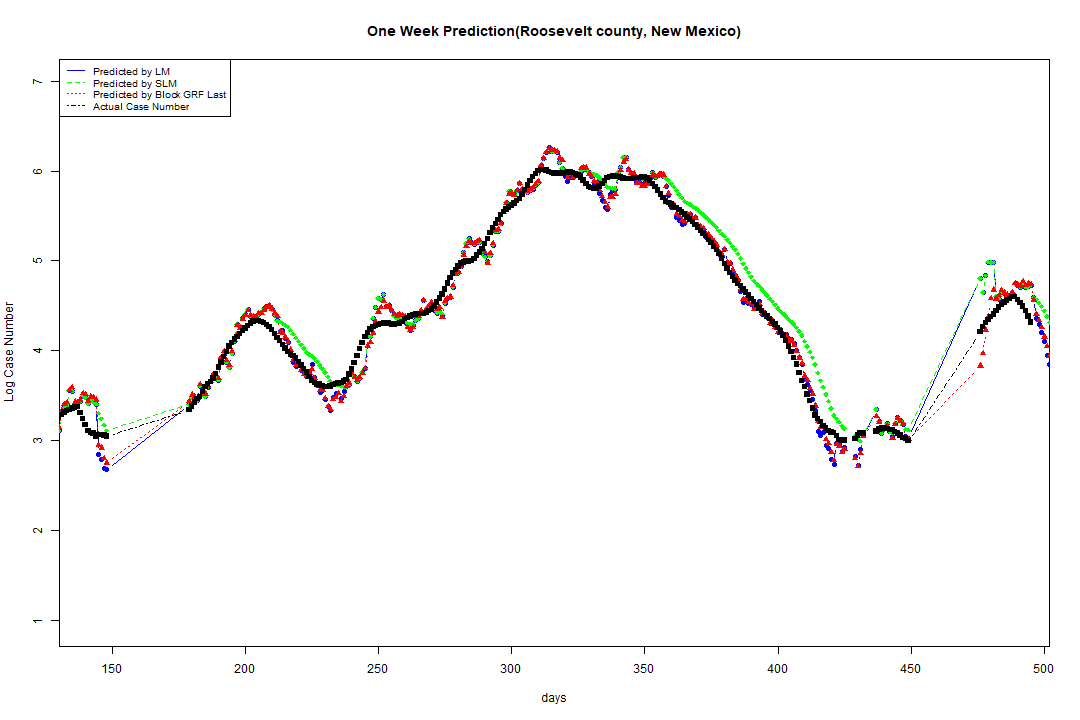 One Week Prediction(Roosevelt county, New Mexico)
Predicted by LM
Predicted by SLM
Predicted by Block GRF Last
Actual Case Number
7
6
5
4
3
2
1
Log Case Number
150 200 250 300 350 400 450 500
days